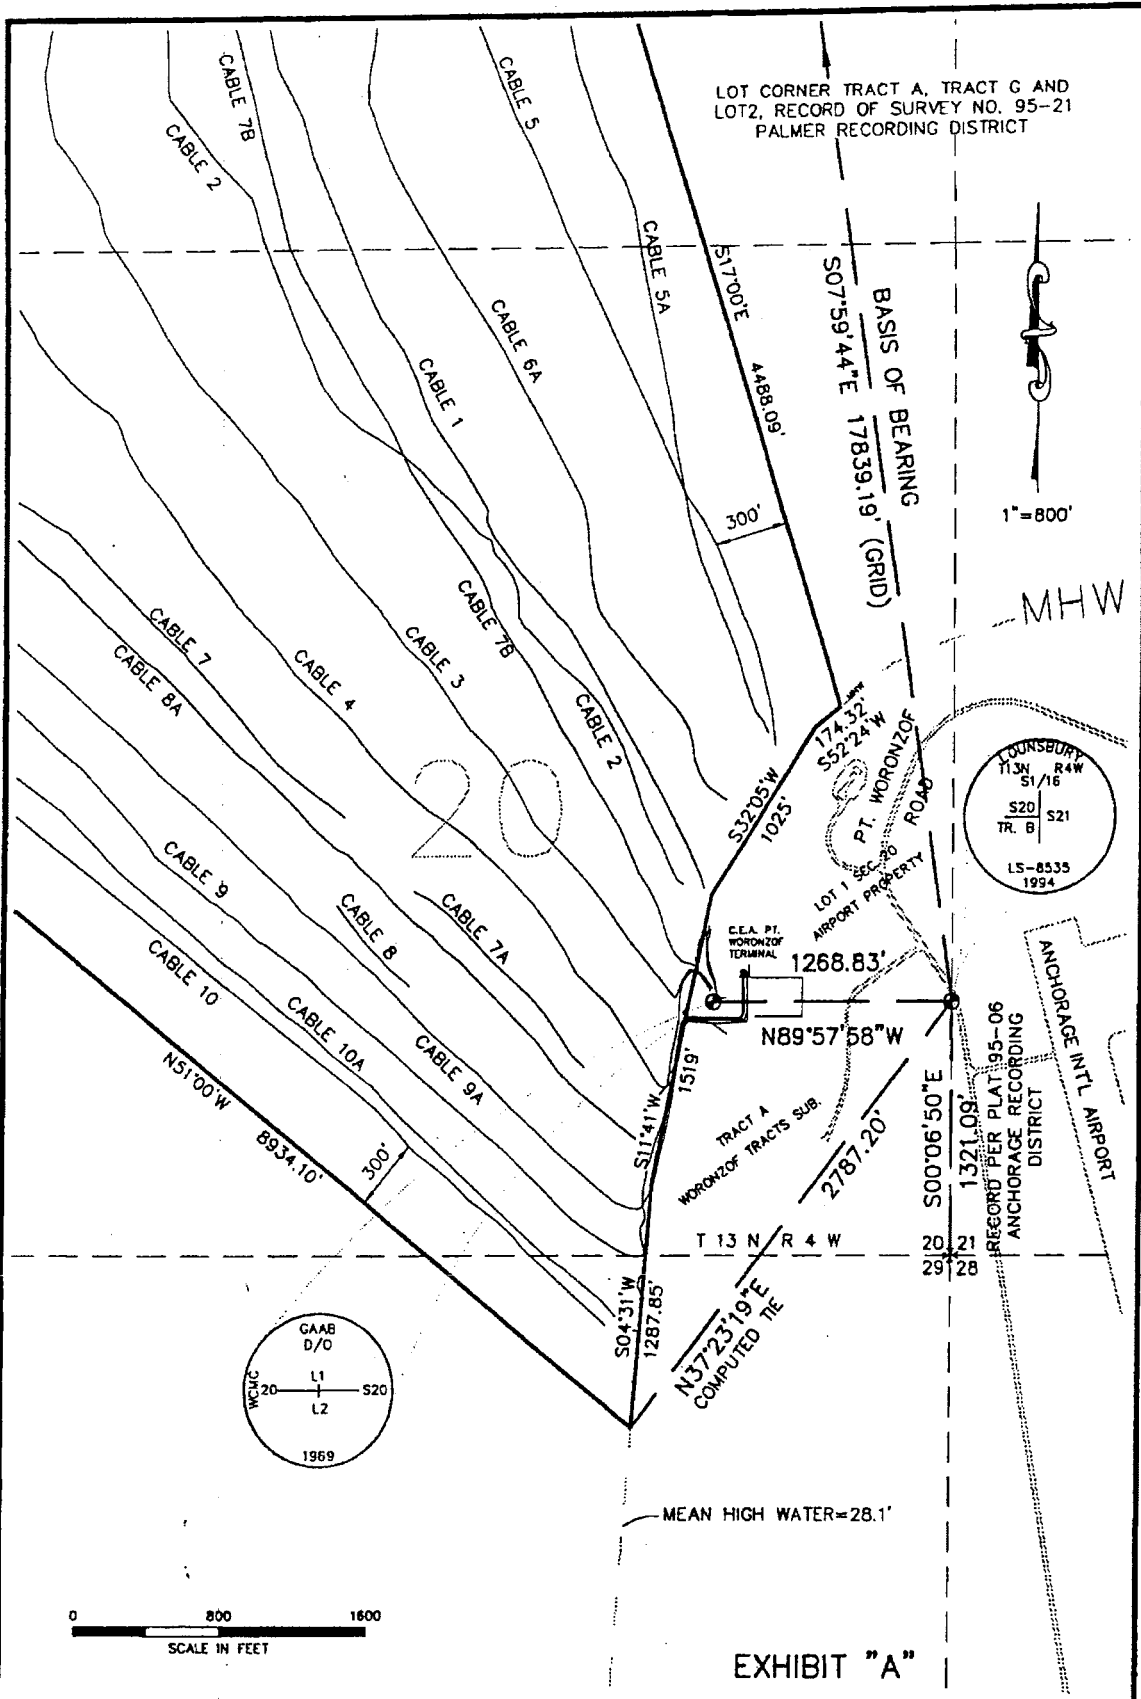 LOT CORNER TRACT A, TRACT G AND
LOT2, RECORD OF SURVEY NO. 95-21
PALMER RECORDING DISTRICT
CABLE 7B
CABLE 2
CABLE 5
CABLE 5A
S17°00'E
4488.09'
BASIS OF BEARING
S07°59'44"E 17839.19' (GRID)
CABLE 6A
CABLE 1
300'
1"=800'
MHW
CABLE 7
CABLE 8A
CABLE 4
CABLE 3
CABLE 7B
CABLE 2
20
MHW
174.32'
S52°24'W
S32°05'W
1025'
PT. WORONZOF
ROAD
LOT 1 SEC. 20
AIRPORT PROPERTY
LOUNSBURY
T13N R4W
S1/16
S20 S21
TR. B
LS-8535
1994
CABLE 9
CABLE 8
CABLE 7A
CABLE 10
CABLE 10A
CABLE 9A
C.E.A. PT.
WORONZOF
TERMINAL
1268.83'
N89°57'58"W
ANCHORAGE INT'L AIRPORT
N51°00'W
8934.10'
300'
S11°41'W
1519'
TRACT A
WORONZOF TRACTS SUB.
2787.20'
S00°06'50"E
1321.09'
RECORD PER PLAT 95-06
ANCHORAGE RECORDING
DISTRICT
T 13 N R 4 W
20 21
29 28
S04°31'W
1287.85'
N37°23'19"E
COMPUTED TIE
GAAB
D/O
WCMC
L1
20 S20
L2
1969
MEAN HIGH WATER=28.1'
0 800 1600
SCALE IN FEET
EXHIBIT "A"